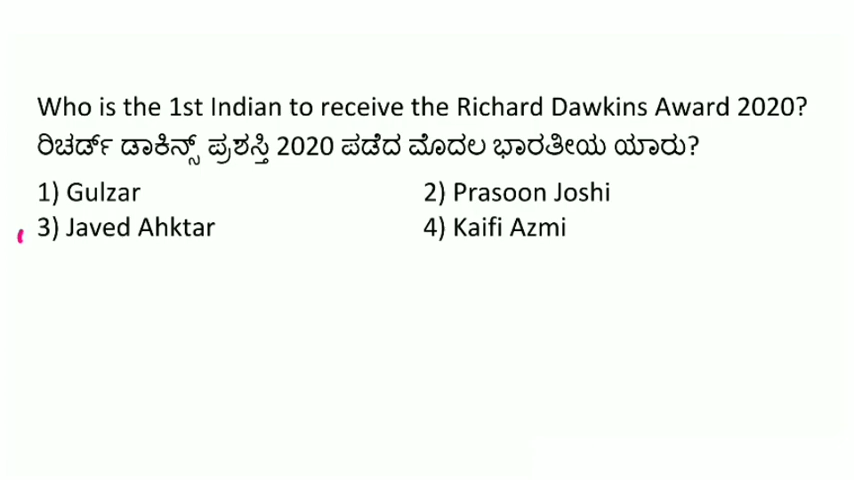 Who is the 1st Indian to receive the Richard Dawkins Award 2020?
ರಿಚರ್ಡ್ ಡಾಕಿನ್ಸ್ ಪ್ರಶಸ್ತಿ 2020 ಪಡೆದ ಮೊದಲ ಭಾರತೀಯ ಯಾರು?
1) Gulzar 2) Prasoon Joshi
3) Javed Ahktar 4) Kaifi Azmi